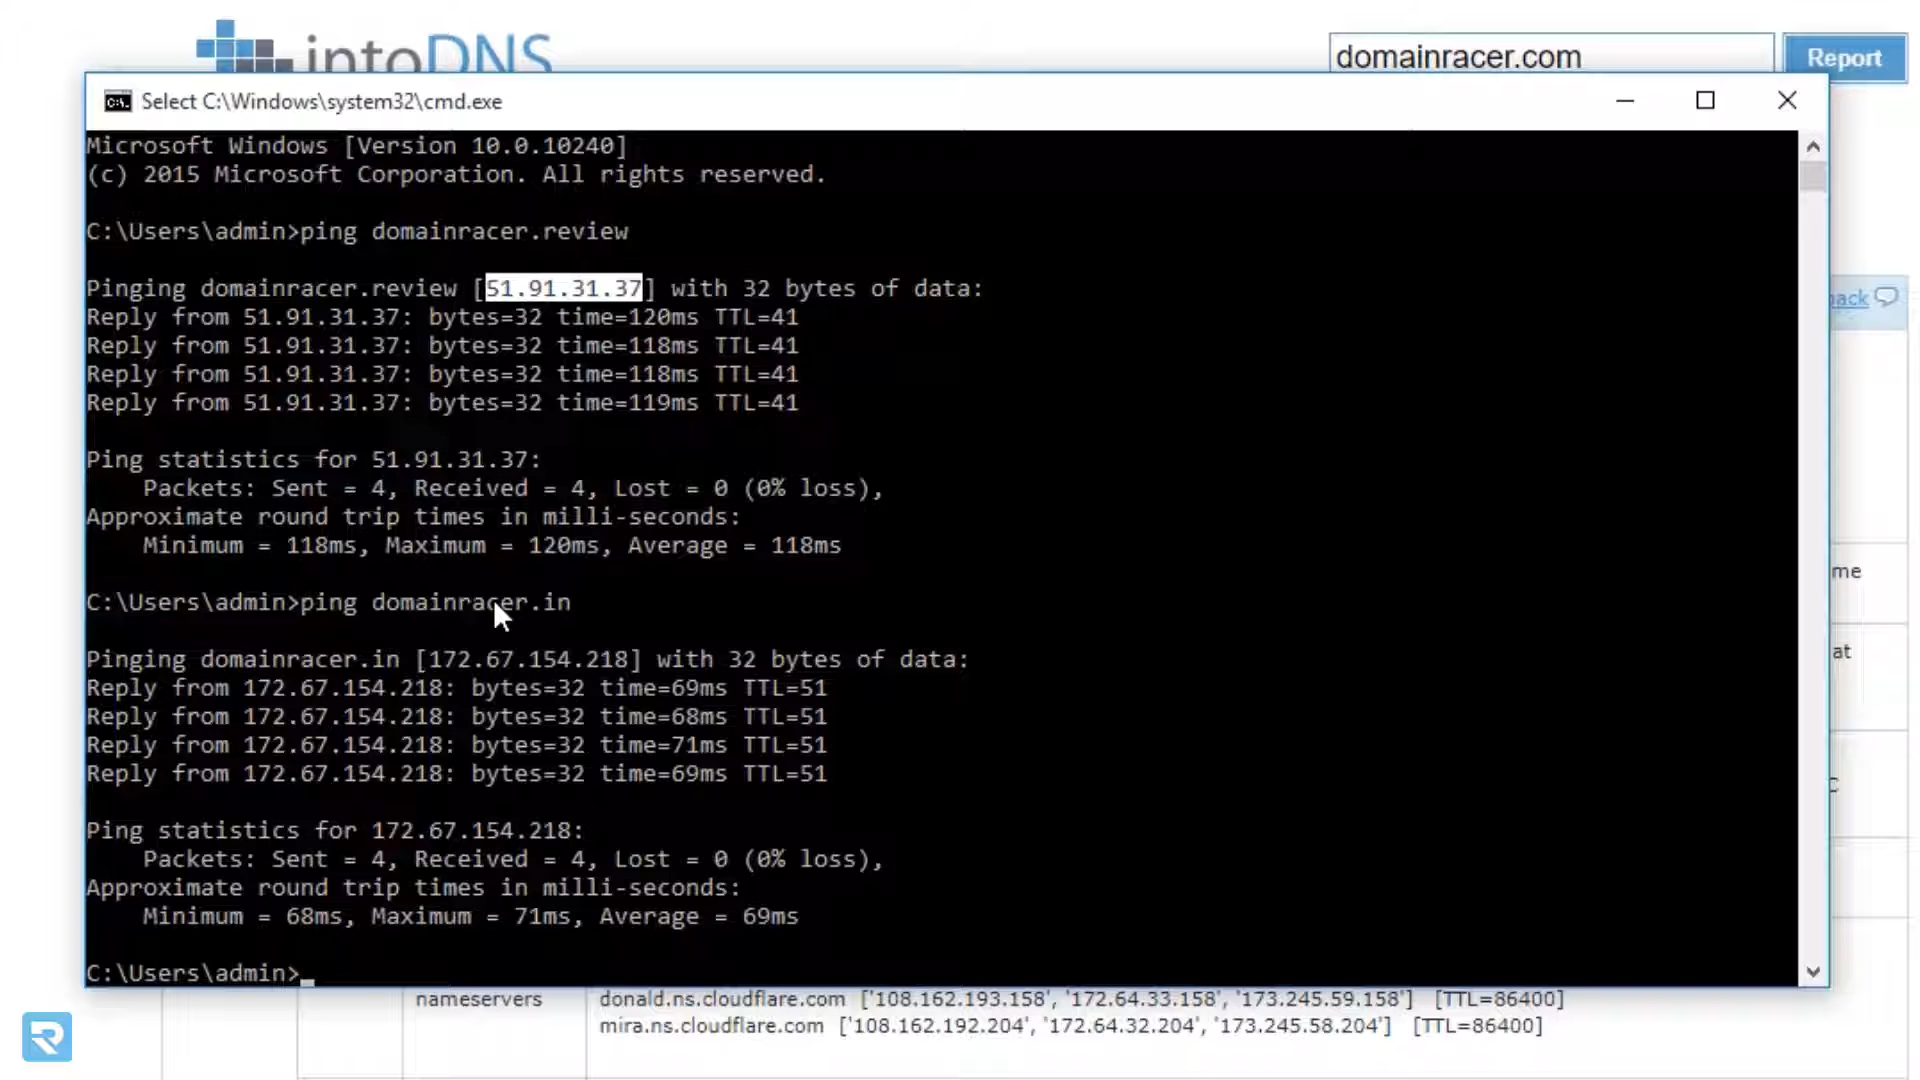 intoDNS
domainracer.com
Report
Select C:\Windows\system32\cmd.exe
Microsoft Windows [Version 10.0.10240]
(c) 2015 Microsoft Corporation. All rights reserved.
C:\Users\admin>ping domainracer.review
Pinging domainracer.review [51.91.31.37] with 32 bytes of data:
Reply from 51.91.31.37: bytes=32 time=120ms TTL=41
Reply from 51.91.31.37: bytes=32 time=118ms TTL=41
Reply from 51.91.31.37: bytes=32 time=118ms TTL=41
Reply from 51.91.31.37: bytes=32 time=119ms TTL=41
Ping statistics for 51.91.31.37:
Packets: Sent = 4, Received = 4, Lost = 0 (0% loss),
Approximate round trip times in milli-seconds:
Minimum = 118ms, Maximum = 120ms, Average = 118ms
C:\Users\admin>ping domainracer.in
Pinging domainracer.in [172.67.154.218] with 32 bytes of data:
Reply from 172.67.154.218: bytes=32 time=69ms TTL=51
Reply from 172.67.154.218: bytes=32 time=68ms TTL=51
Reply from 172.67.154.218: bytes=32 time=71ms TTL=51
Reply from 172.67.154.218: bytes=32 time=69ms TTL=51
Ping statistics for 172.67.154.218:
Packets: Sent = 4, Received = 4, Lost = 0 (0% loss),
Approximate round trip times in milli-seconds:
Minimum = 68ms, Maximum = 71ms, Average = 69ms
C:\Users\admin>_
back
me
at
nameservers
donald.ns.cloudflare.com ['108.162.193.158', '172.64.33.158', '173.245.59.158'] [TTL=86400]
mira.ns.cloudflare.com ['108.162.192.204', '172.64.32.204', '173.245.58.204'] [TTL=86400]